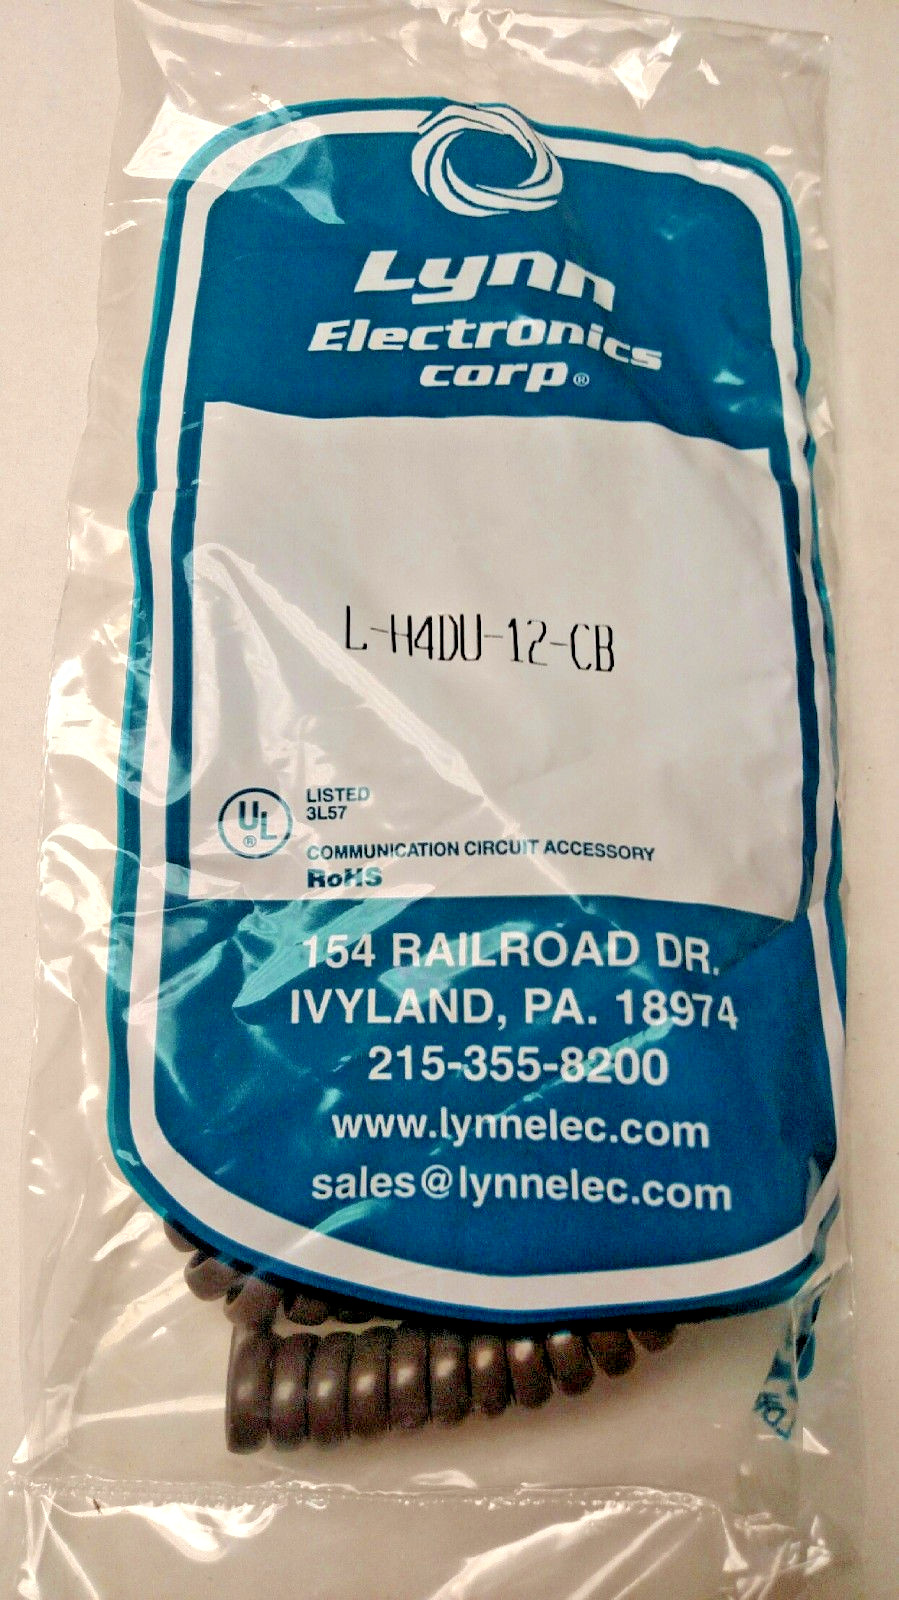 Lynn
Electronics
corp®
L-H4DU-12-CB
UL
®
LISTED
3L57
COMMUNICATION CIRCUIT ACCESSORY
RoHS
154 RAILROAD DR.
IVYLAND, PA. 18974
215-355-8200
www.lynnelec.com
sales@lynnelec.com